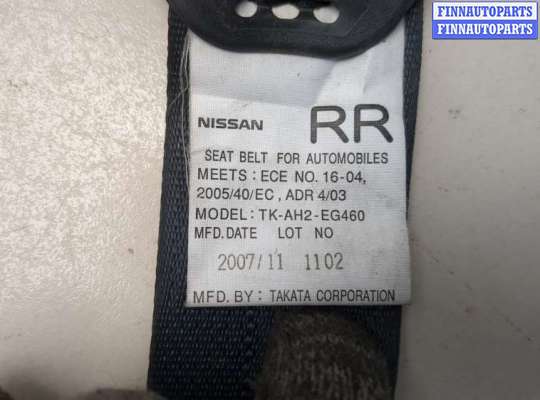 FINNAUTOPARTS
FINNAUTOPARTS
NISSAN RR
SEAT BELT FOR AUTOMOBILES
MEETS : ECE NO. 16-04,
2005/40/EC , ADR 4/03
MODEL: TK-AH2-EG460
MFD. DATE LOT NO
2007/11 1102
MFD. BY : TAKATA CORPORATION